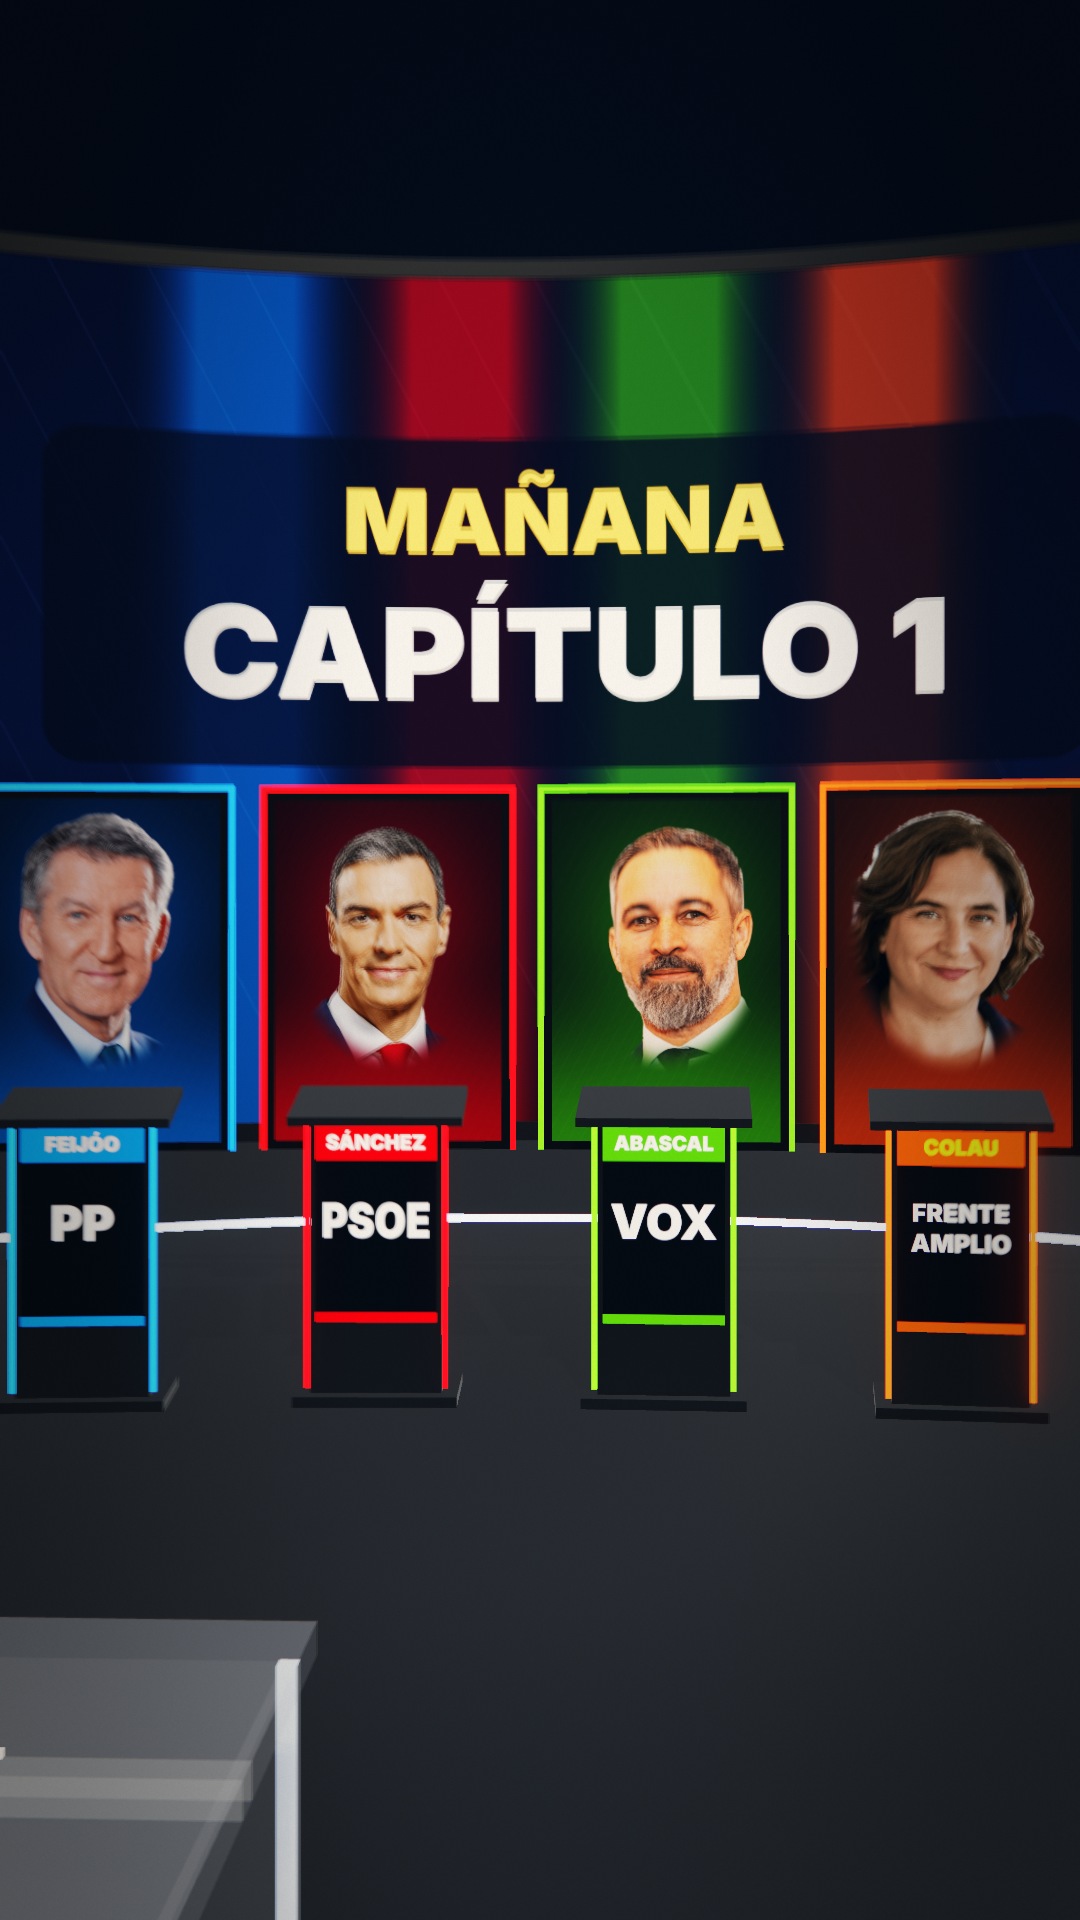 MAÑANA
CAPÍTULO 1
FEIJÓO
PP
SÁNCHEZ
PSOE
ABASCAL
VOX
COLAU
FRENTE
AMPLIO